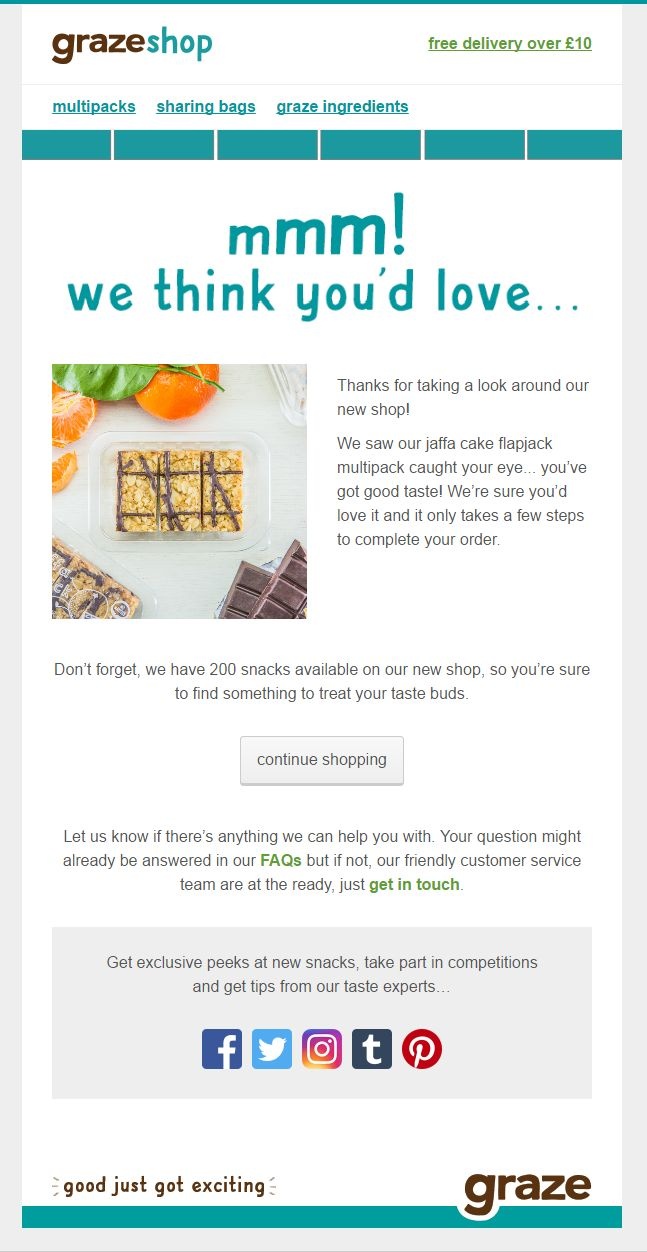 grazeshop
free delivery over £10
multipacks sharing bags graze ingredients
mmm!
we think you'd love...
Thanks for taking a look around our
new shop!
We saw our jaffa cake flapjack
multipack caught your eye... you've
got good taste! We're sure you'd
love it and it only takes a few steps
to complete your order.
Don't forget, we have 200 snacks available on our new shop, so you're sure
to find something to treat your taste buds.
continue shopping
Let us know if there's anything we can help you with. Your question might
already be answered in our FAQs but if not, our friendly customer service
team are at the ready, just get in touch.
Get exclusive peeks at new snacks, take part in competitions
and get tips from our taste experts…
good just got exciting
graze